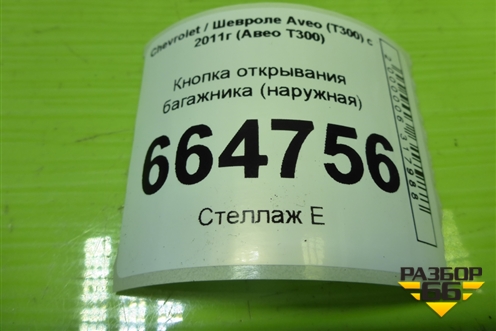 Chevrolet / Шевроле Aveo (T300) с
2011г (Авео Т300)
Кнопка открывания
багажника (наружная)
664756
Стеллаж Е
РАЗБОР
66